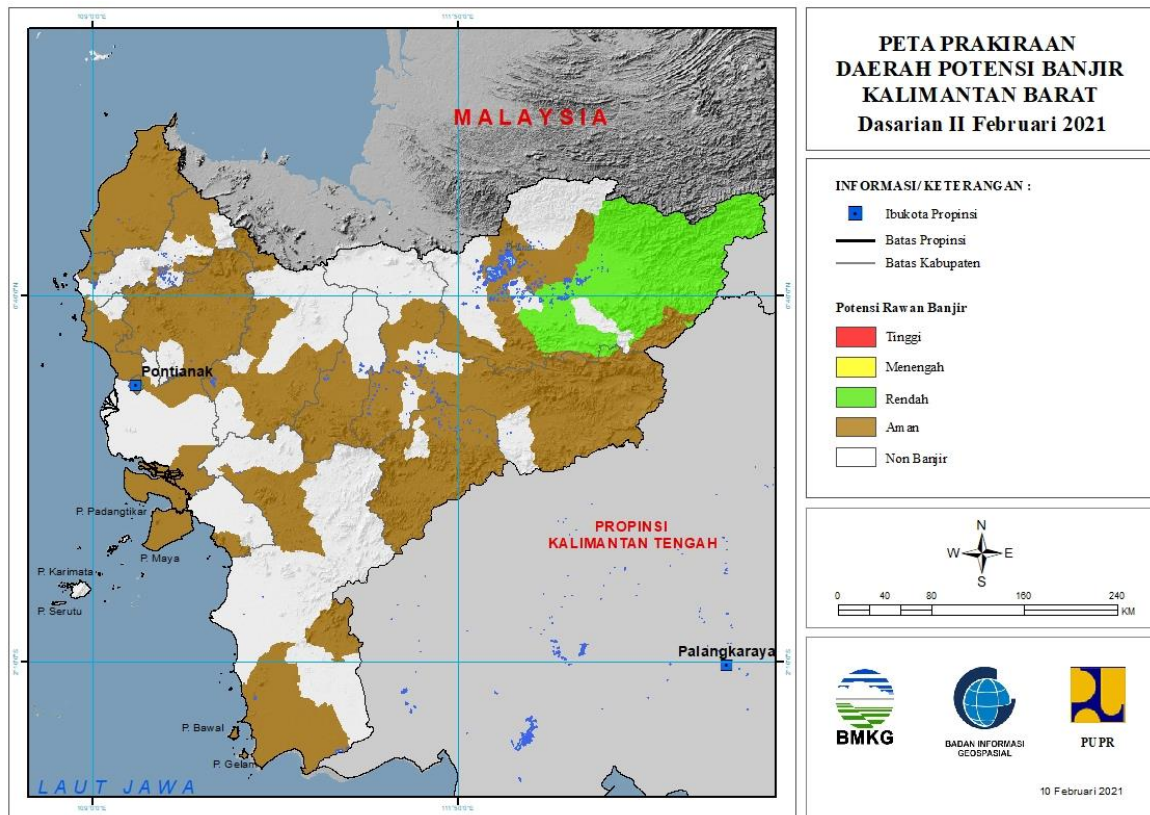 PETA PRAKIRAAN
DAERAH POTENSI BANJIR
KALIMANTAN BARAT
Dasarian II Februari 2021
INFORMASI/ KETERANGAN :
Ibukota Propinsi
Batas Propinsi
Batas Kabupaten
Potensi Rawan Banjir
Tinggi
Menengah
Rendah
Aman
Non Banjir
N
W E
S
0 40 80 160 240
KM
BMKG
BADAN INFORMASI
GEOSPASIAL
PUPR
10 Februari 2021
MALAYSIA
Pontianak
P. Padangtikar
P. Maya
P. Karimata
P. Serutu
PROPINSI
KALIMANTAN TENGAH
Palangkaraya
P. Bawal
P. Gelam
LAUT JAWA